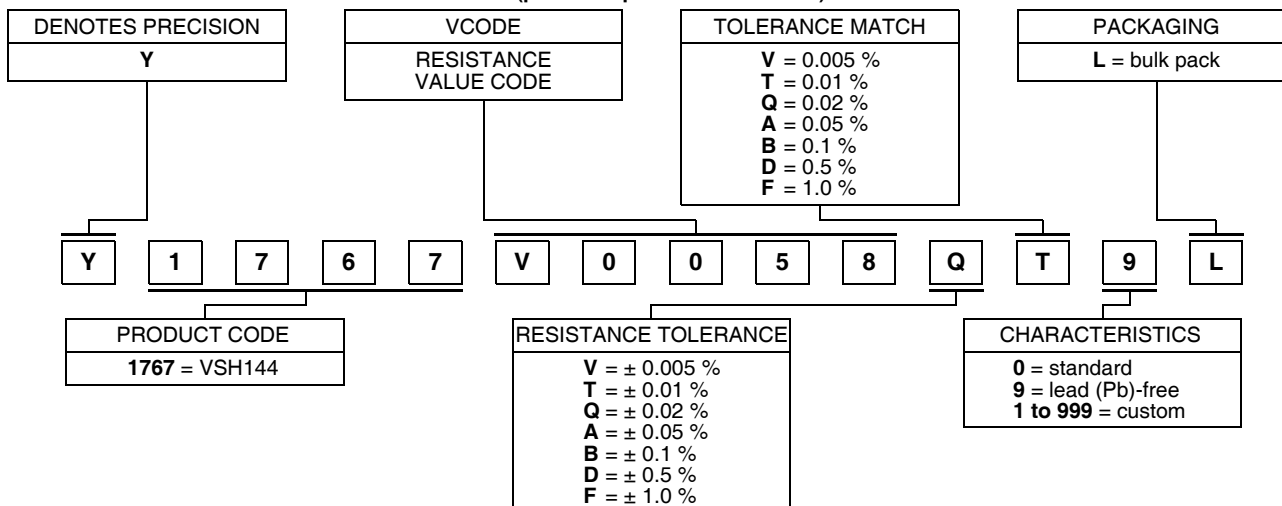 DENOTES PRECISION
Y
VCODE
RESISTANCE
VALUE CODE
TOLERANCE MATCH
V = 0.005 %
T = 0.01 %
Q = 0.02 %
A = 0.05 %
B = 0.1 %
D = 0.5 %
F = 1.0 %
PACKAGING
L = bulk pack
Y 1 7 6 7 V 0 0 5 8 Q T 9 L
PRODUCT CODE
1767 = VSH144
RESISTANCE TOLERANCE
V = ± 0.005 %
T = ± 0.01 %
Q = ± 0.02 %
A = ± 0.05 %
B = ± 0.1 %
D = ± 0.5 %
F = ± 1.0 %
CHARACTERISTICS
0 = standard
9 = lead (Pb)-free
1 to 999 = custom